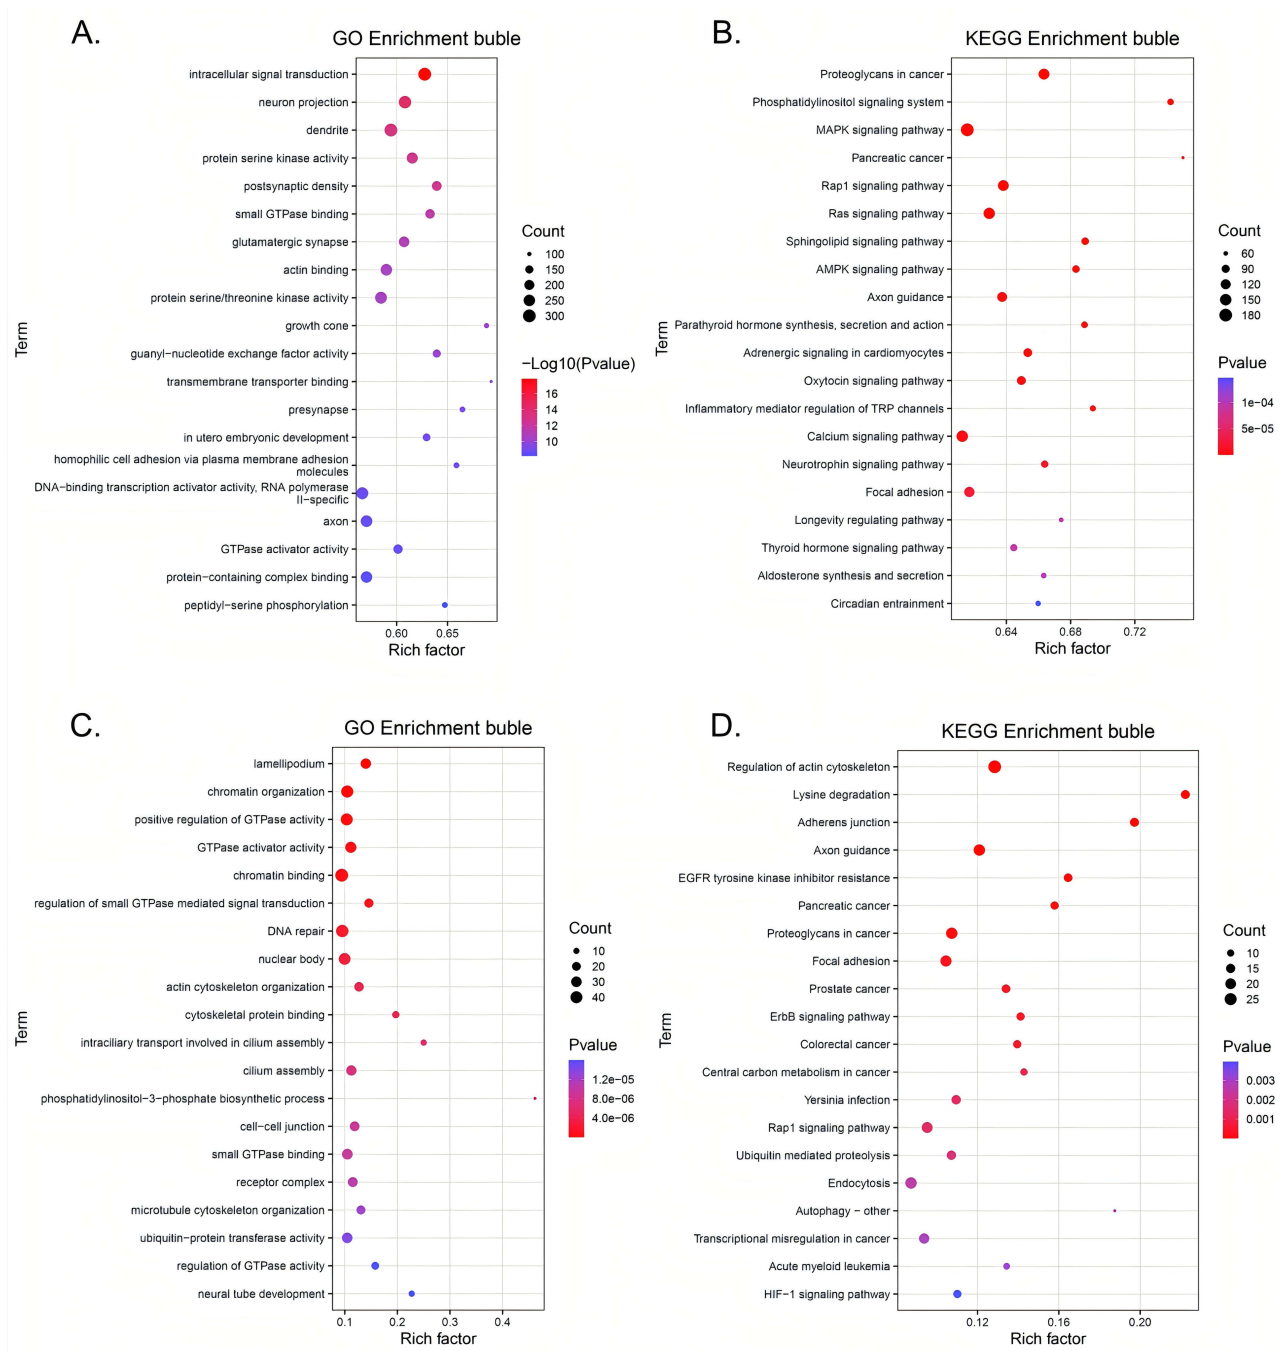 A.
GO Enrichment buble
intracellular signal transduction
neuron projection
dendrite
protein serine kinase activity
postsynaptic density
small GTPase binding
glutamatergic synapse
actin binding
protein serine/threonine kinase activity
growth cone
guanyl−nucleotide exchange factor activity
transmembrane transporter binding
presynapse
in utero embryonic development
homophilic cell adhesion via plasma membrane adhesion
molecules
DNA−binding transcription activator activity, RNA polymerase
II−specific
axon
GTPase activator activity
protein−containing complex binding
peptidyl−serine phosphorylation
Term
0.60 0.65
Rich factor
Count
100
150
200
250
300
−Log10(Pvalue)
16
14
12
10
B.
KEGG Enrichment buble
Proteoglycans in cancer
Phosphatidylinositol signaling system
MAPK signaling pathway
Pancreatic cancer
Rap1 signaling pathway
Ras signaling pathway
Sphingolipid signaling pathway
AMPK signaling pathway
Axon guidance
Parathyroid hormone synthesis, secretion and action
Adrenergic signaling in cardiomyocytes
Oxytocin signaling pathway
Inflammatory mediator regulation of TRP channels
Calcium signaling pathway
Neurotrophin signaling pathway
Focal adhesion
Longevity regulating pathway
Thyroid hormone signaling pathway
Aldosterone synthesis and secretion
Circadian entrainment
Term
0.64 0.68 0.72
Rich factor
Count
60
90
120
150
180
Pvalue
1e−04
5e−05
C.
GO Enrichment buble
lamellipodium
chromatin organization
positive regulation of GTPase activity
GTPase activator activity
chromatin binding
regulation of small GTPase mediated signal transduction
DNA repair
nuclear body
actin cytoskeleton organization
cytoskeletal protein binding
intraciliary transport involved in cilium assembly
cilium assembly
phosphatidylinositol−3−phosphate biosynthetic process
cell−cell junction
small GTPase binding
receptor complex
microtubule cytoskeleton organization
ubiquitin−protein transferase activity
regulation of GTPase activity
neural tube development
Term
0.1 0.2 0.3 0.4
Rich factor
Count
10
20
30
40
Pvalue
1.2e−05
8.0e−06
4.0e−06
D.
KEGG Enrichment buble
Regulation of actin cytoskeleton
Lysine degradation
Adherens junction
Axon guidance
EGFR tyrosine kinase inhibitor resistance
Pancreatic cancer
Proteoglycans in cancer
Focal adhesion
Prostate cancer
ErbB signaling pathway
Colorectal cancer
Central carbon metabolism in cancer
Yersinia infection
Rap1 signaling pathway
Ubiquitin mediated proteolysis
Endocytosis
Autophagy − other
Transcriptional misregulation in cancer
Acute myeloid leukemia
HIF−1 signaling pathway
Term
0.12 0.16 0.20
Rich factor
Count
10
15
20
25
Pvalue
0.003
0.002
0.001